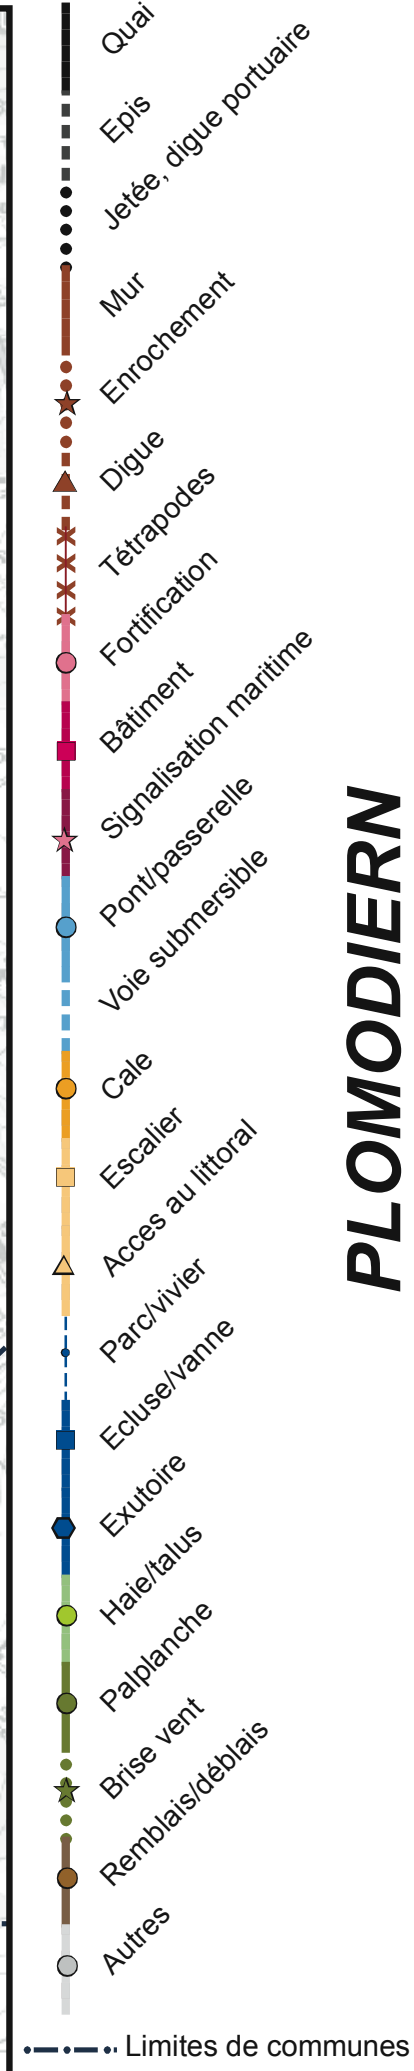 Quai
Epis
Jetée, digue portuaire
Mur
Enrochement
Digue
Tétrapodes
Fortification
Bâtiment
Signalisation maritime
Pont/passerelle
Voie submersible
Cale
Escalier
Acces au littoral
Parc/vivier
Ecluse/vanne
Exutoire
Haie/talus
Palplanche
Brise vent
Remblais/déblais
Autres
Limites de communes
PLOMODIERN